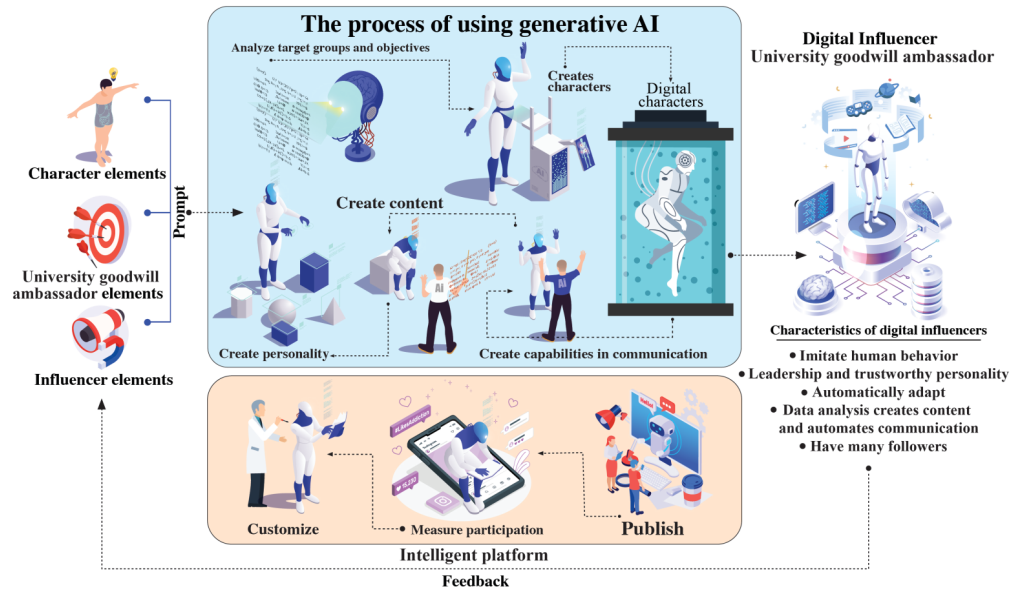 The process of using generative AI
Analyze target groups and objectives
Creates
characters
Digital
characters
AI
Create content
AI
AI
Create personality
Create capabilities in communication
Character elements
University goodwill
ambassador elements
Influencer elements
Prompt
Digital Influencer
University goodwill ambassador
Characteristics of digital influencers
• Imitate human behavior
• Leadership and trustworthy personality
• Automatically adapt
• Data analysis creates content
and automates communication
• Have many followers
#LikesAddiction
Hello!
Customize
Measure participation
Publish
Intelligent platform
Feedback